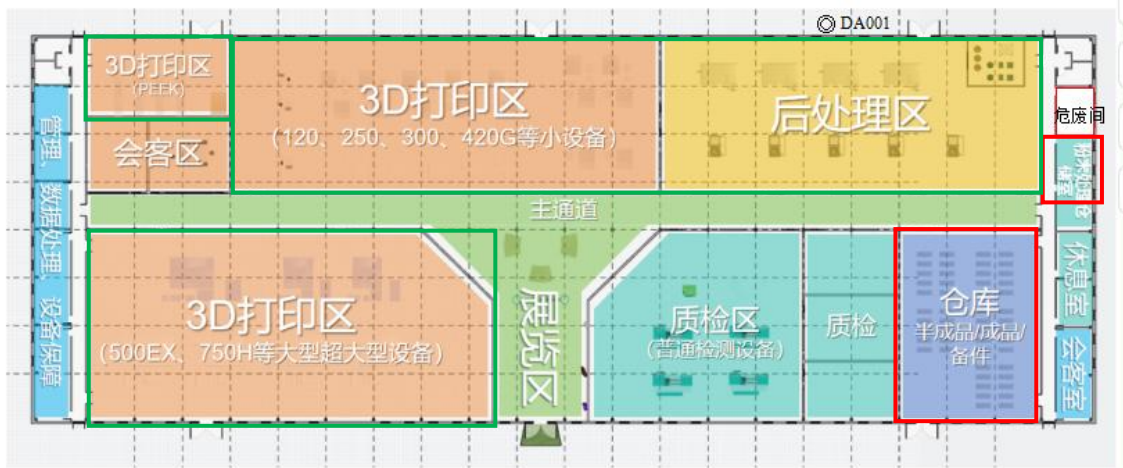 ◎ DA001
3D打印区
(PEEK)
3D打印区
(120、250、300、420G等小设备)
后处理区
危废间
会客区
管理、数据处理、设备保障
主通道
休息室
3D打印区
(500EX、750H等大型超大型设备)
展览区
质检区
(普通检测设备)
质检
仓库
半成品/成品/
备件
会客室